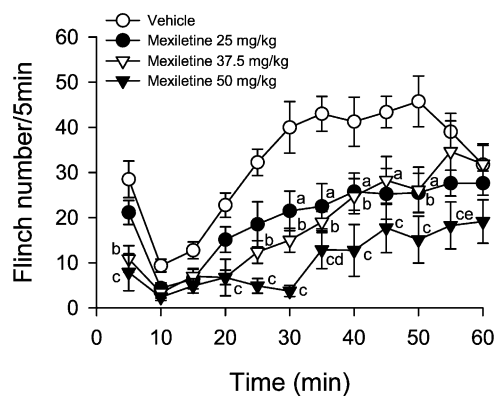 Vehicle
Mexiletine 25 mg/kg
Mexiletine 37.5 mg/kg
Mexiletine 50 mg/kg
Flinch number/5min
60
50
40
30
20
10
0
b
c
b
c
c
a
b
c
a
b
cd
a
b
c
a
c
a
b
c
ce
0
10
20
30
40
50
60
Time (min)